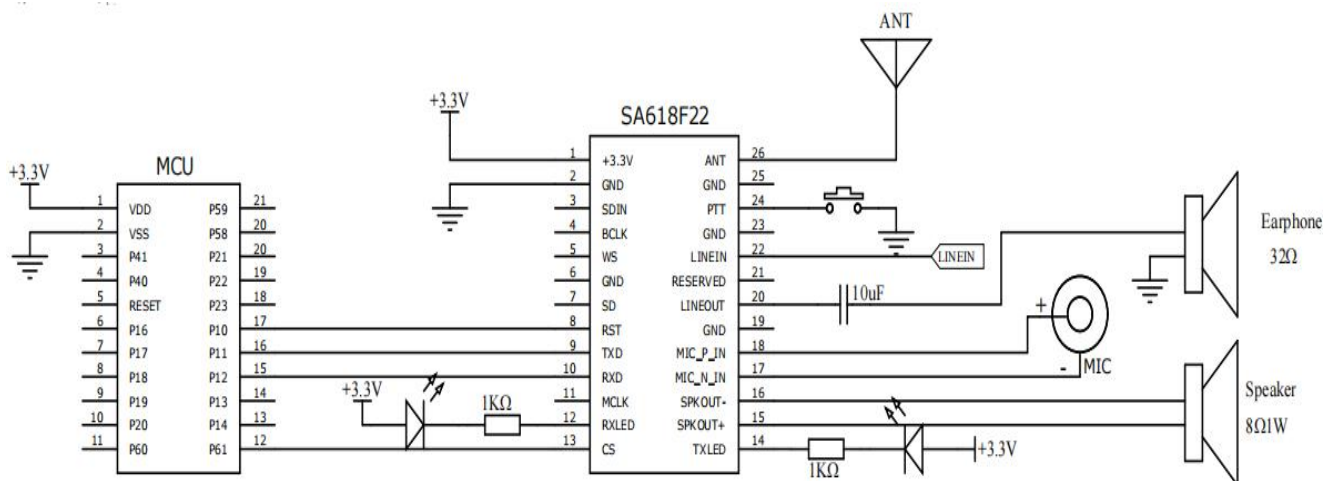 ANT
+3.3V
SA618F22
MCU
+3.3V
1 +3.3V ANT 26
2 GND GND 25
3 SDIN PTT 24
4 BCLK GND 23
5 WS LINEIN 22 LINEIN
6 GND RESERVED 21
7 SD LINEOUT 20 10uF
8 RST GND 19
9 TXD MIC_P_IN 18 +
10 RXD MIC_N_IN 17 - MIC
11 MCLK SPKOUT- 16
12 RXLED SPKOUT+ 15
13 CS TXLED 14
1 VDD P59 21
2 VSS P58 20
3 P41 P21 20
4 P40 P22 19
5 RESET P23 18
6 P16 P10 17
7 P17 P11 16
8 P18 P12 15
9 P19 P13 14
10 P20 P14 13
11 P60 P61 12
+3.3V
1KΩ
1KΩ
+3.3V
Earphone
32Ω
Speaker
8Ω1W